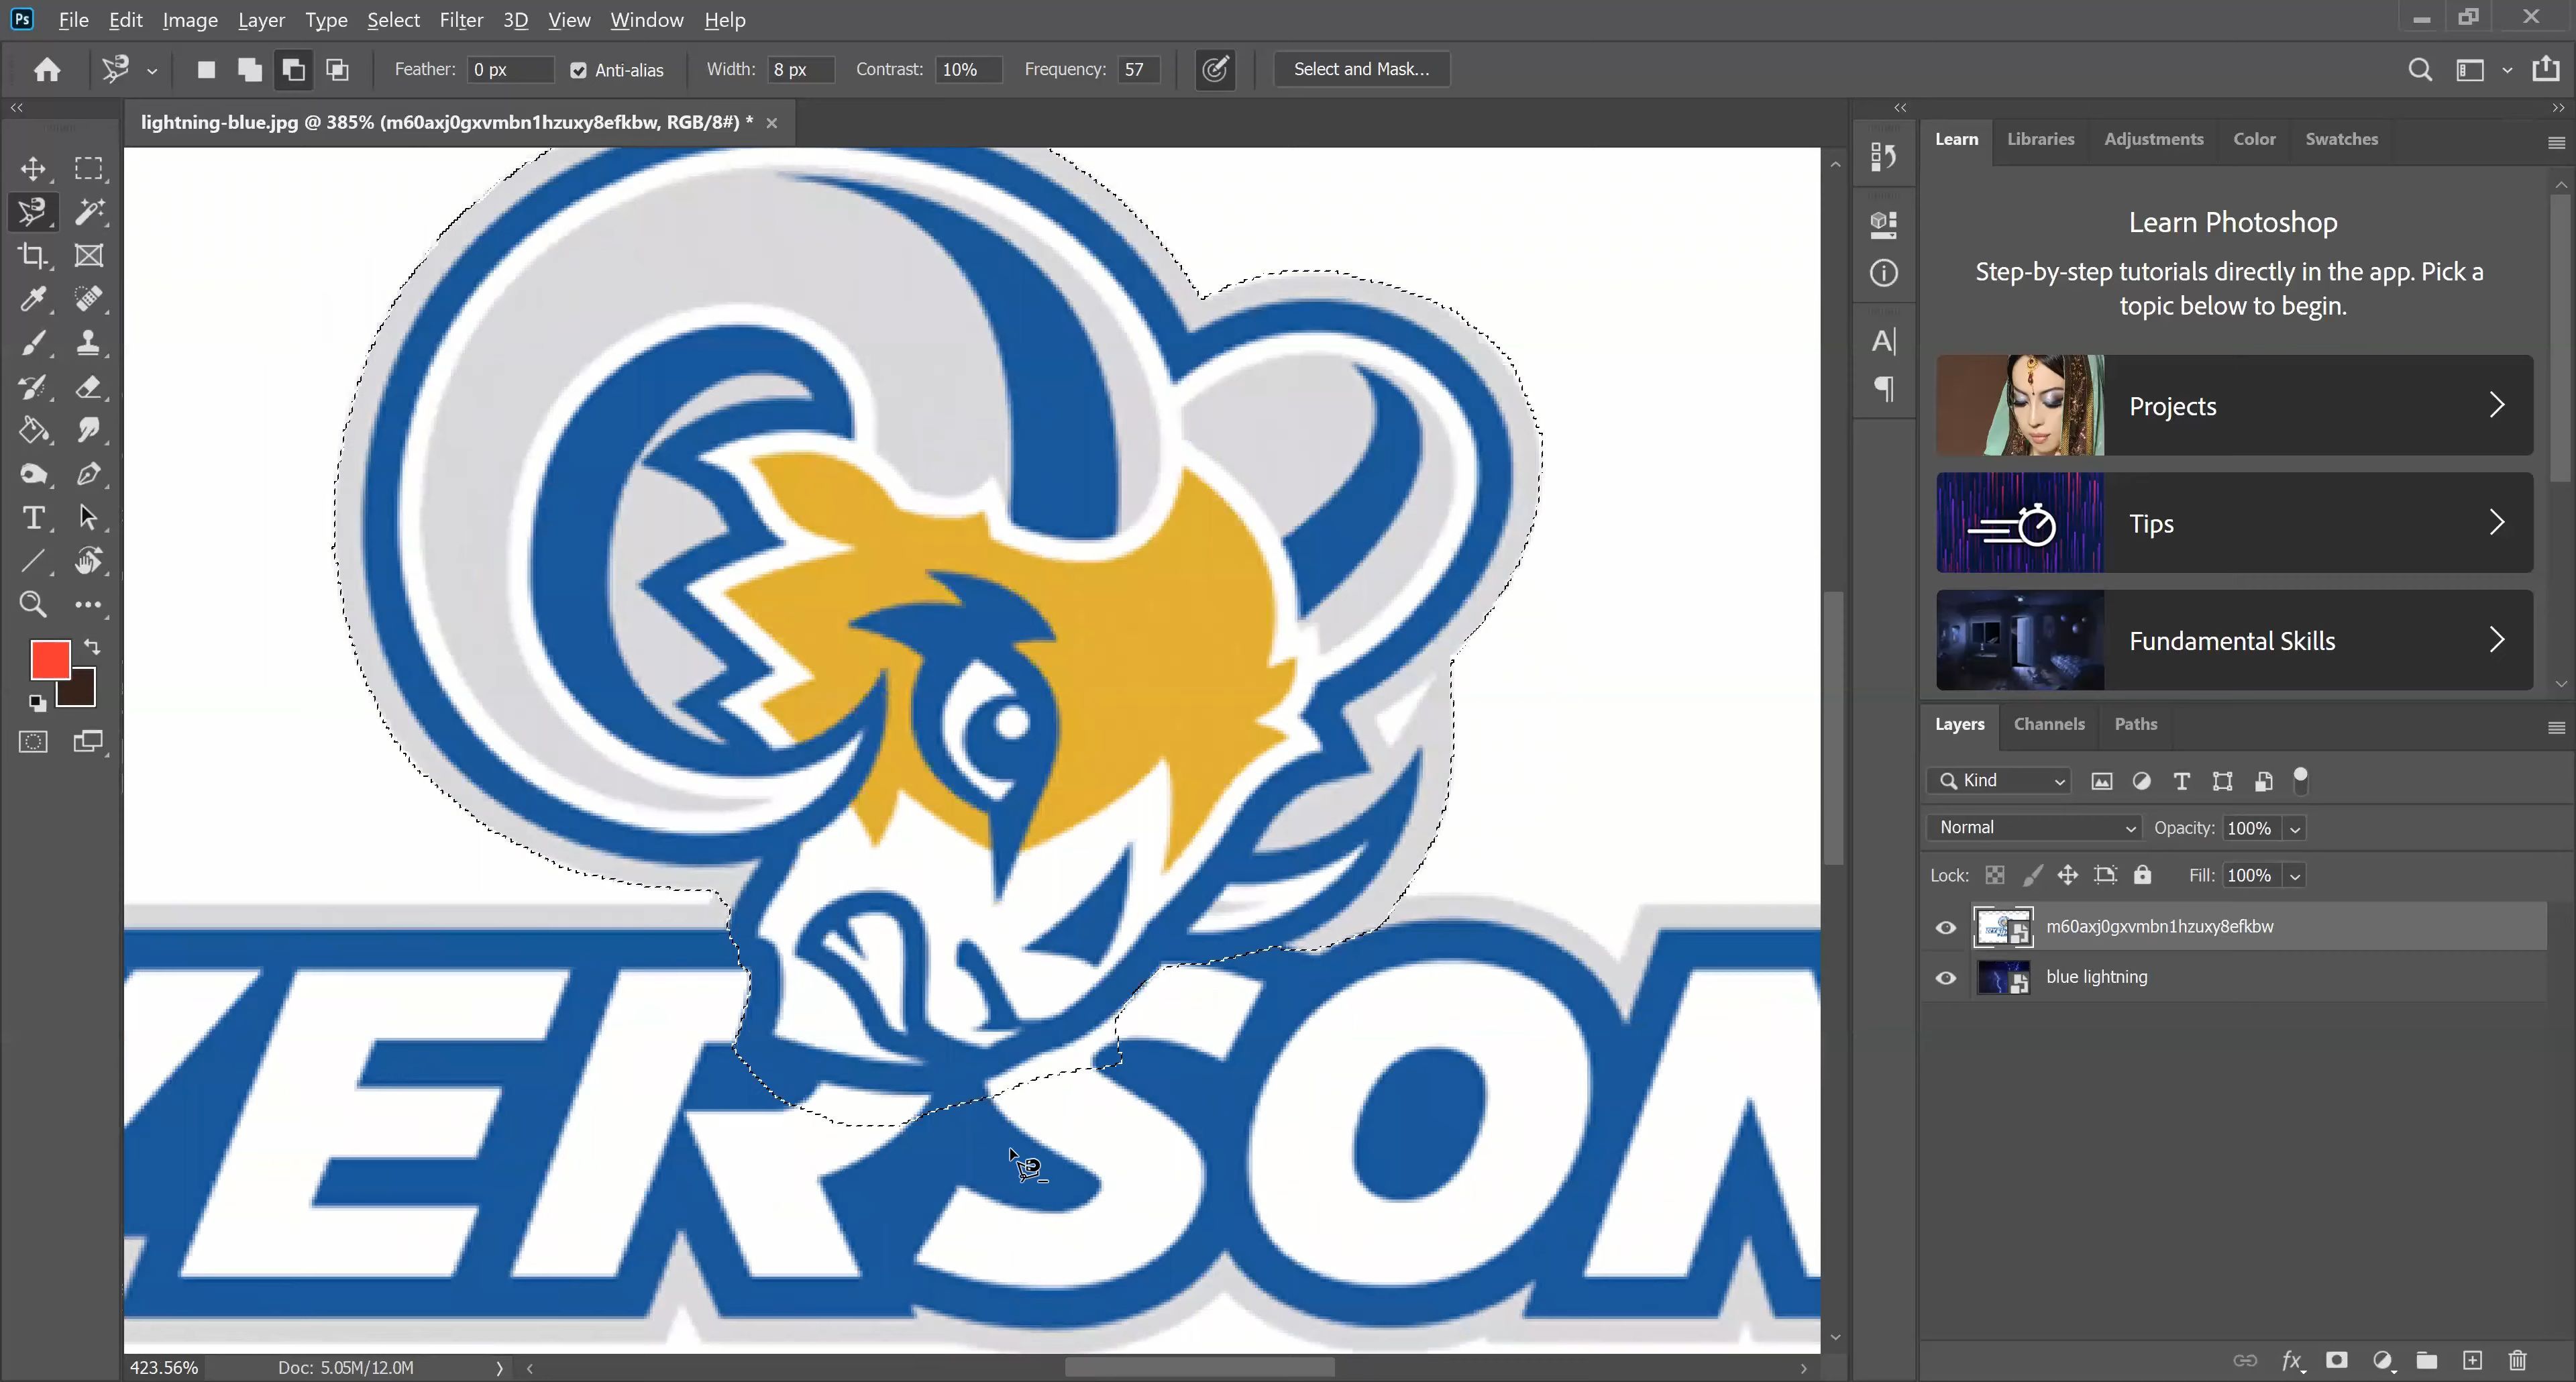 Ps File Edit Image Layer Type Select Filter 3D View Window Help
Feather: 0 px Anti-alias Width: 8 px Contrast: 10% Frequency: 57 Select and Mask...
lightning-blue.jpg @ 385% (m60axj0gxvmbn1hzuxy8efkbw, RGB/8#) *
Learn Libraries Adjustments Color Swatches
Learn Photoshop
Step-by-step tutorials directly in the app. Pick a
topic below to begin.
Projects
Tips
Fundamental Skills
Layers Channels Paths
Kind
Normal Opacity: 100%
Lock: Fill: 100%
m60axj0gxvmbn1hzuxy8efkbw
blue lightning
ERSON
423.56% Doc: 5.05M/12.0M